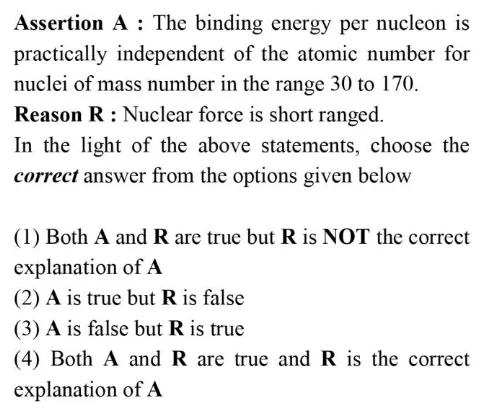 Assertion A : The binding energy per nucleon is
practically independent of the atomic number for
nuclei of mass number in the range 30 to 170.
Reason R : Nuclear force is short ranged.
In the light of the above statements, choose the
correct answer from the options given below
(1) Both A and R are true but R is NOT the correct
explanation of A
(2) A is true but R is false
(3) A is false but R is true
(4) Both A and R are true and R is the correct
explanation of A